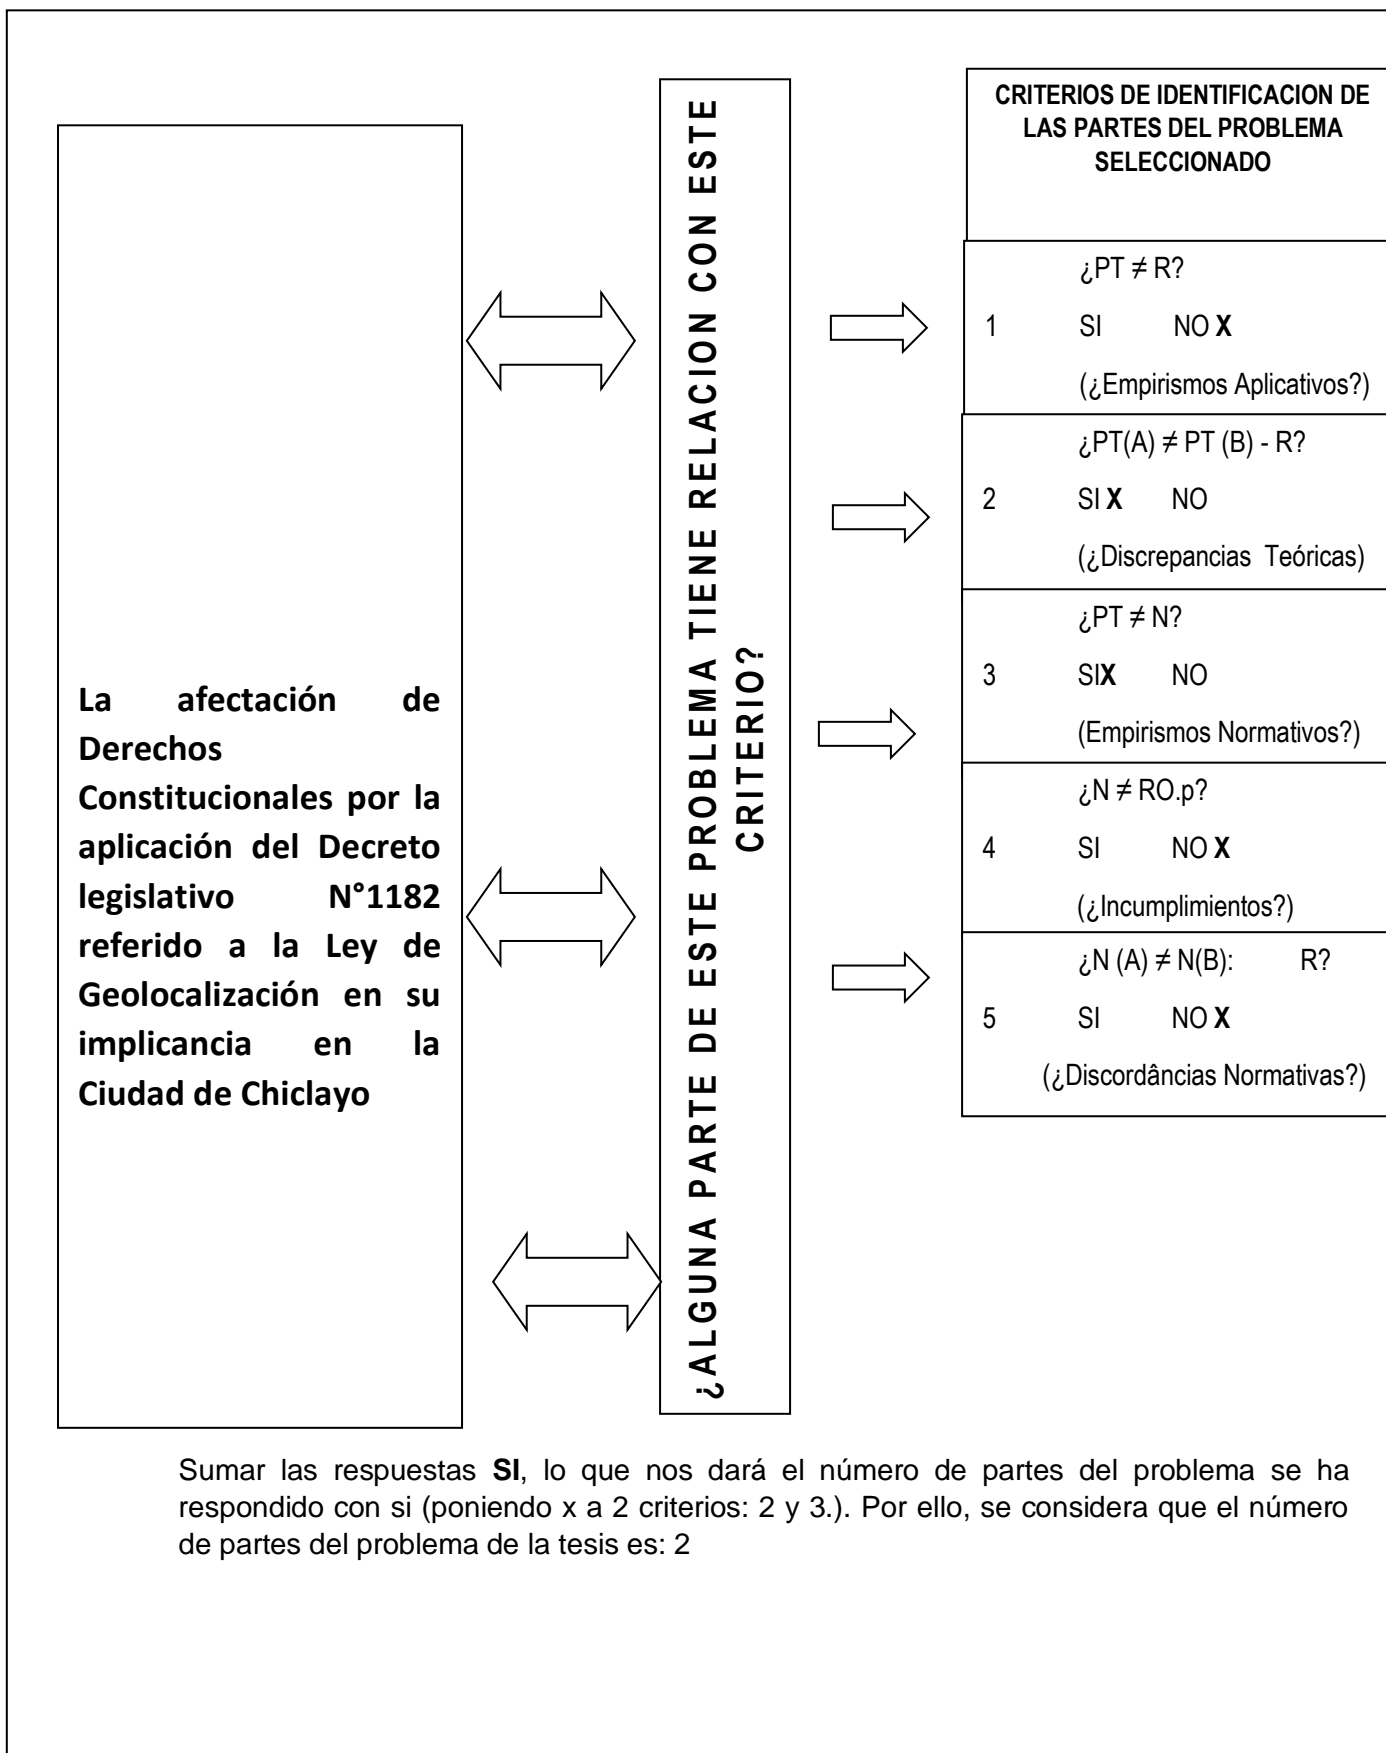 La afectación de
Derechos
Constitucionales por la
aplicación del Decreto
legislativo N°1182
referido a la Ley de
Geolocalización en su
implicancia en la
Ciudad de Chiclayo
¿ALGUNA PARTE DE ESTE PROBLEMA TIENE RELACION CON ESTE
CRITERIO?
CRITERIOS DE IDENTIFICACION DE
LAS PARTES DEL PROBLEMA
SELECCIONADO
¿PT ≠ R?
1 SI NO X
(¿Empirismos Aplicativos?)
¿PT(A) ≠ PT (B) - R?
2 SI X NO
(¿Discrepancias Teóricas)
¿PT ≠ N?
3 SIX NO
(Empirismos Normativos?)
¿N ≠ RO.p?
4 SI NO X
(¿Incumplimientos?)
¿N (A) ≠ N(B): R?
5 SI NO X
(¿Discordâncias Normativas?)
Sumar las respuestas SI, lo que nos dará el número de partes del problema se ha
respondido con si (poniendo x a 2 criterios: 2 y 3.). Por ello, se considera que el número
de partes del problema de la tesis es: 2